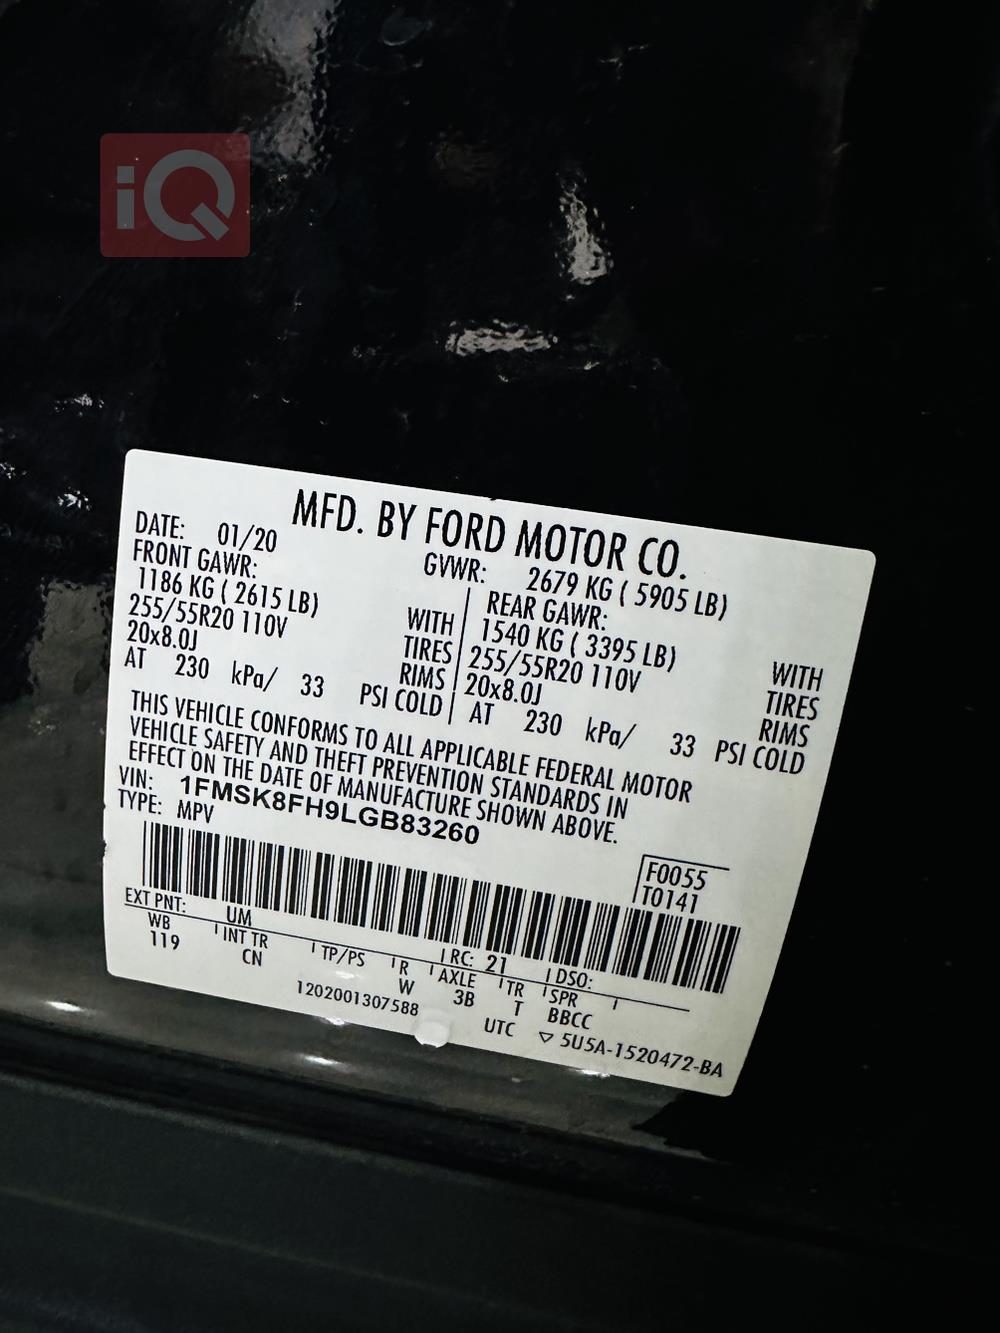 iQ
MFD. BY FORD MOTOR CO.
DATE: 01/20 GVWR: 2679 KG ( 5905 LB)
FRONT GAWR: REAR GAWR:
1186 KG ( 2615 LB) WITH 1540 KG ( 3395 LB) WITH
255/55R20 110V TIRES 255/55R20 110V TIRES
20x8.0J RIMS 20x8.0J RIMS
AT 230 kPa/ 33 PSI COLD AT 230 kPa/ 33 PSI COLD
THIS VEHICLE CONFORMS TO ALL APPLICABLE FEDERAL MOTOR
VEHICLE SAFETY AND THEFT PREVENTION STANDARDS IN
EFFECT ON THE DATE OF MANUFACTURE SHOWN ABOVE.
VIN: 1FMSK8FH9LGB83260
TYPE: MPV
F0055
T0141
EXT PNT: UM RC: 21 DSO:
WB INT TR TP/PS R AXLE TR SPR
119 CN W 3B T BBCC
1202001307588 UTC ▽ 5U5A-1520472-BA